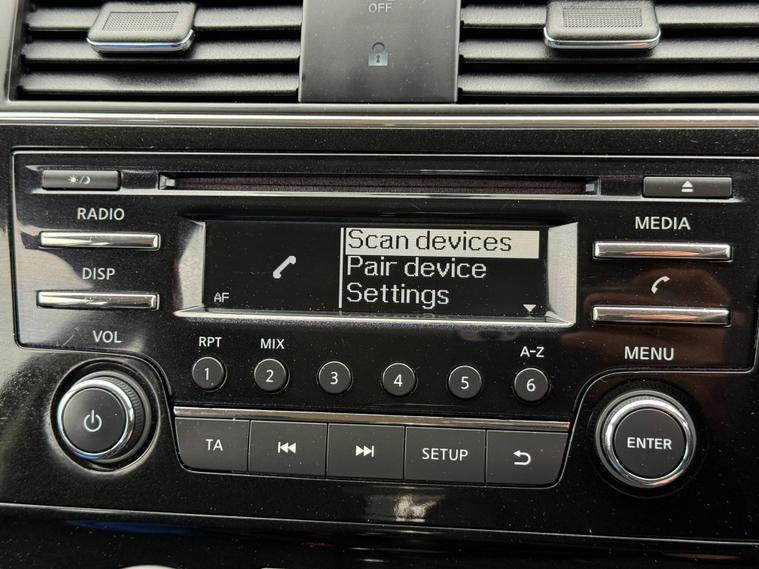 OFF
RADIO
MEDIA
Scan devices
Pair device
Settings
AF
DISP
VOL
MENU
RPT MIX A-Z
1 2 3 4 5 6
TA SETUP
ENTER